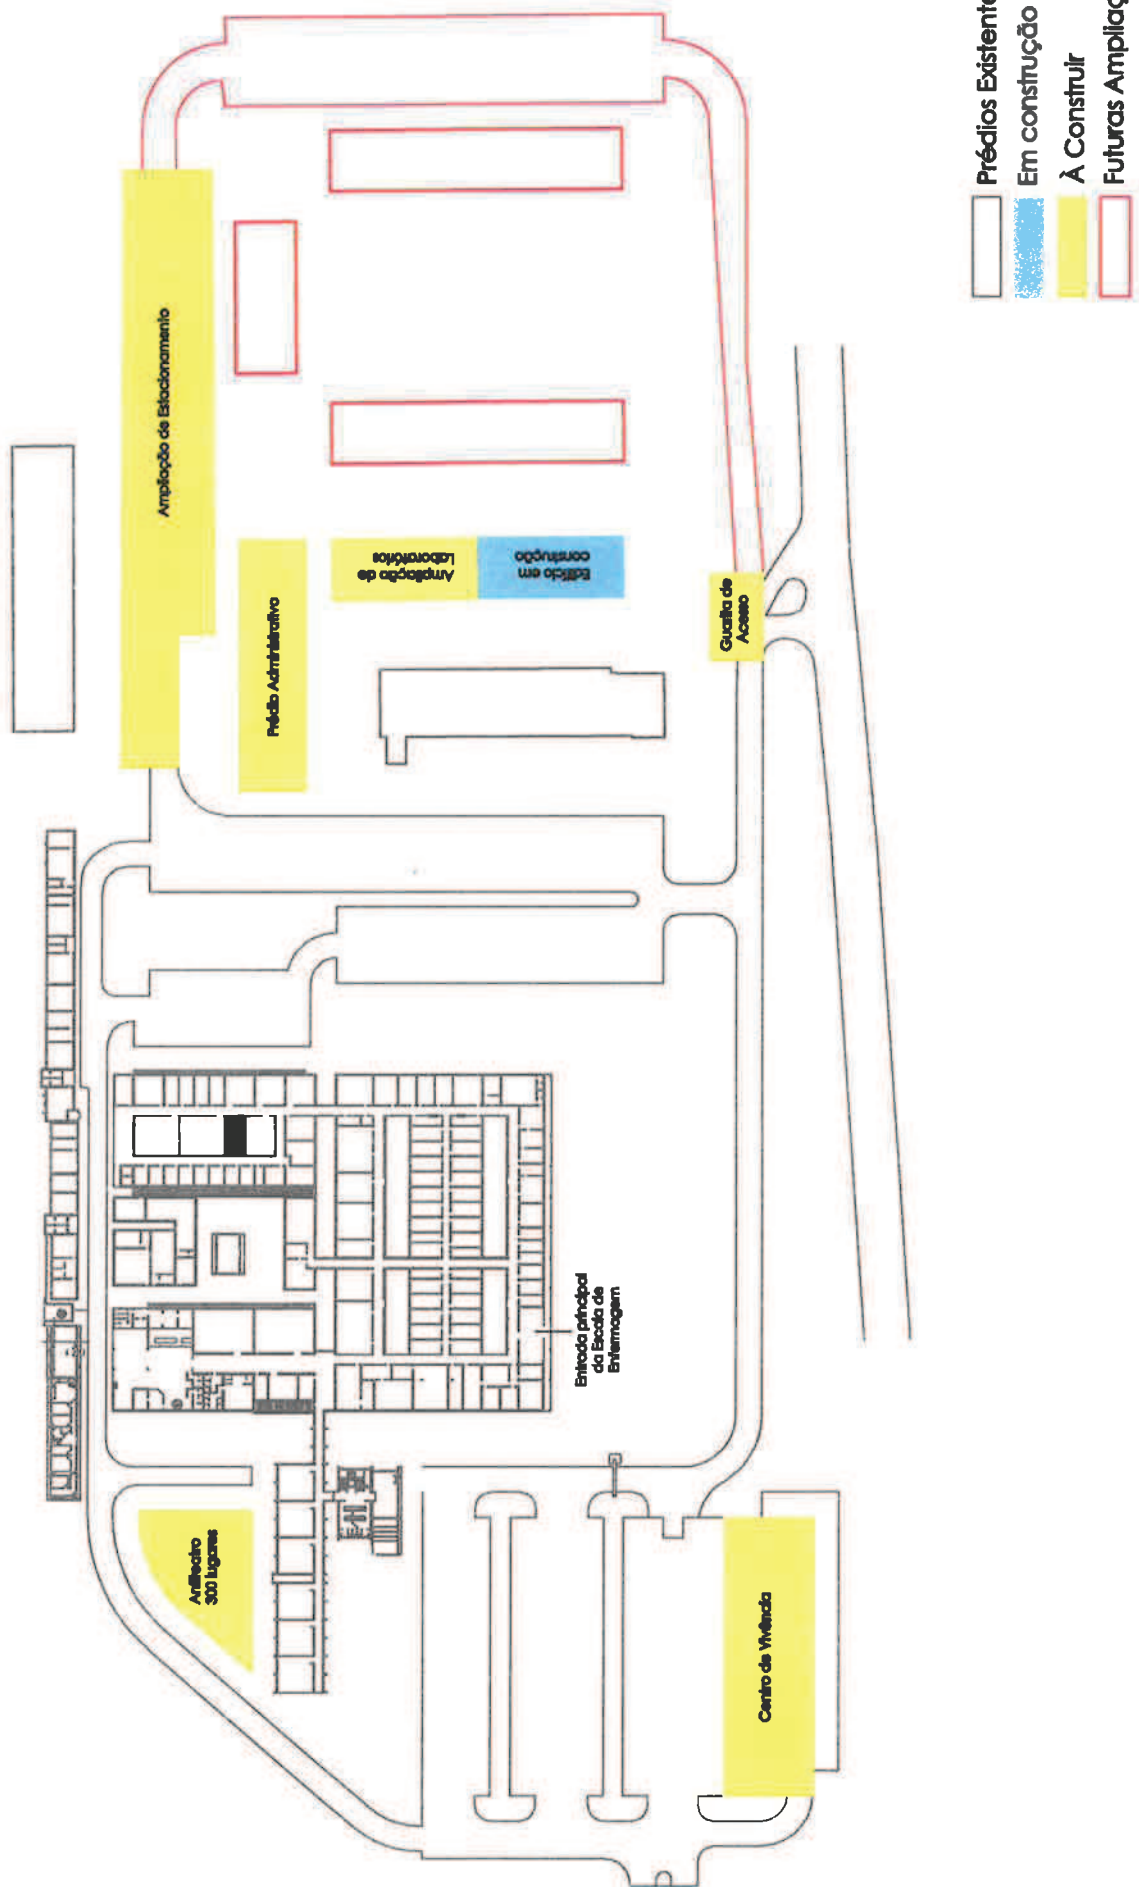 Ampliação de Estacionamento
Prédio Administrativo
Ampliação de
Laboratórios
Edifício em
construção
Guarita de
Acesso
Entrada principal
da Escola de
Enfermagem
Anfiteatro
300 lugares
Centro de Vivência
Prédios Existente
Em construção
À Construir
Futuras Ampliaç